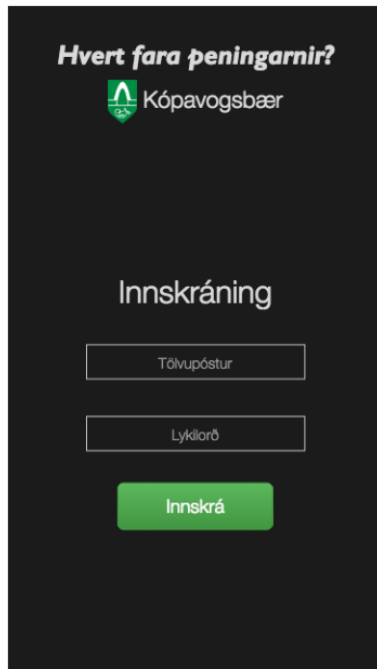 Hvert fara peningarnir?
Kópavogsbær
Innskráning
Tölvupóstur
Lykilorð
Innskrá